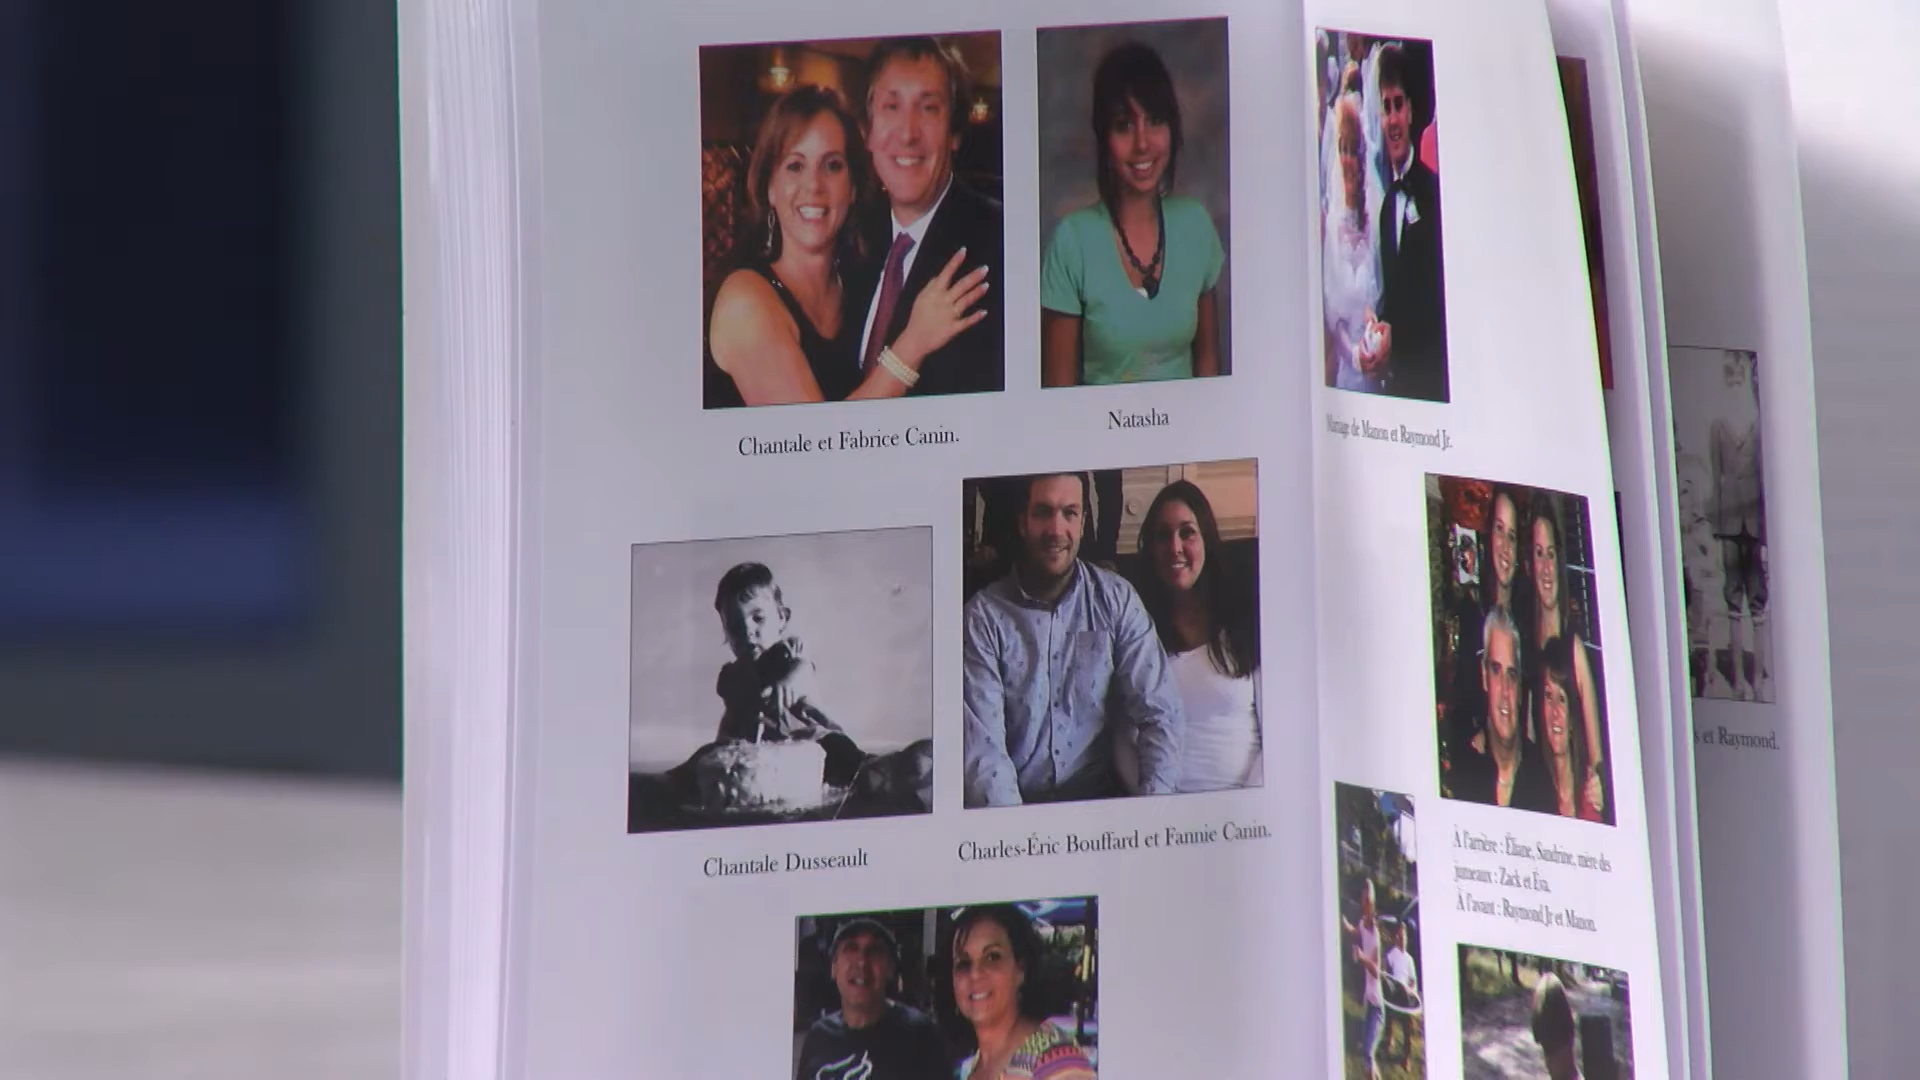 Chantale et Fabrice Canin.
Natasha
Chantale Dusseault
Charles-Éric Bouffard et Fannie Canin.
Mariage de Manon et Raymond Jr.
À l'arrière : Éliane, Sandrine, mère des
jumeaux : Zack et Éva.
À l'avant : Raymond Jr et Manon.
et Raymond.